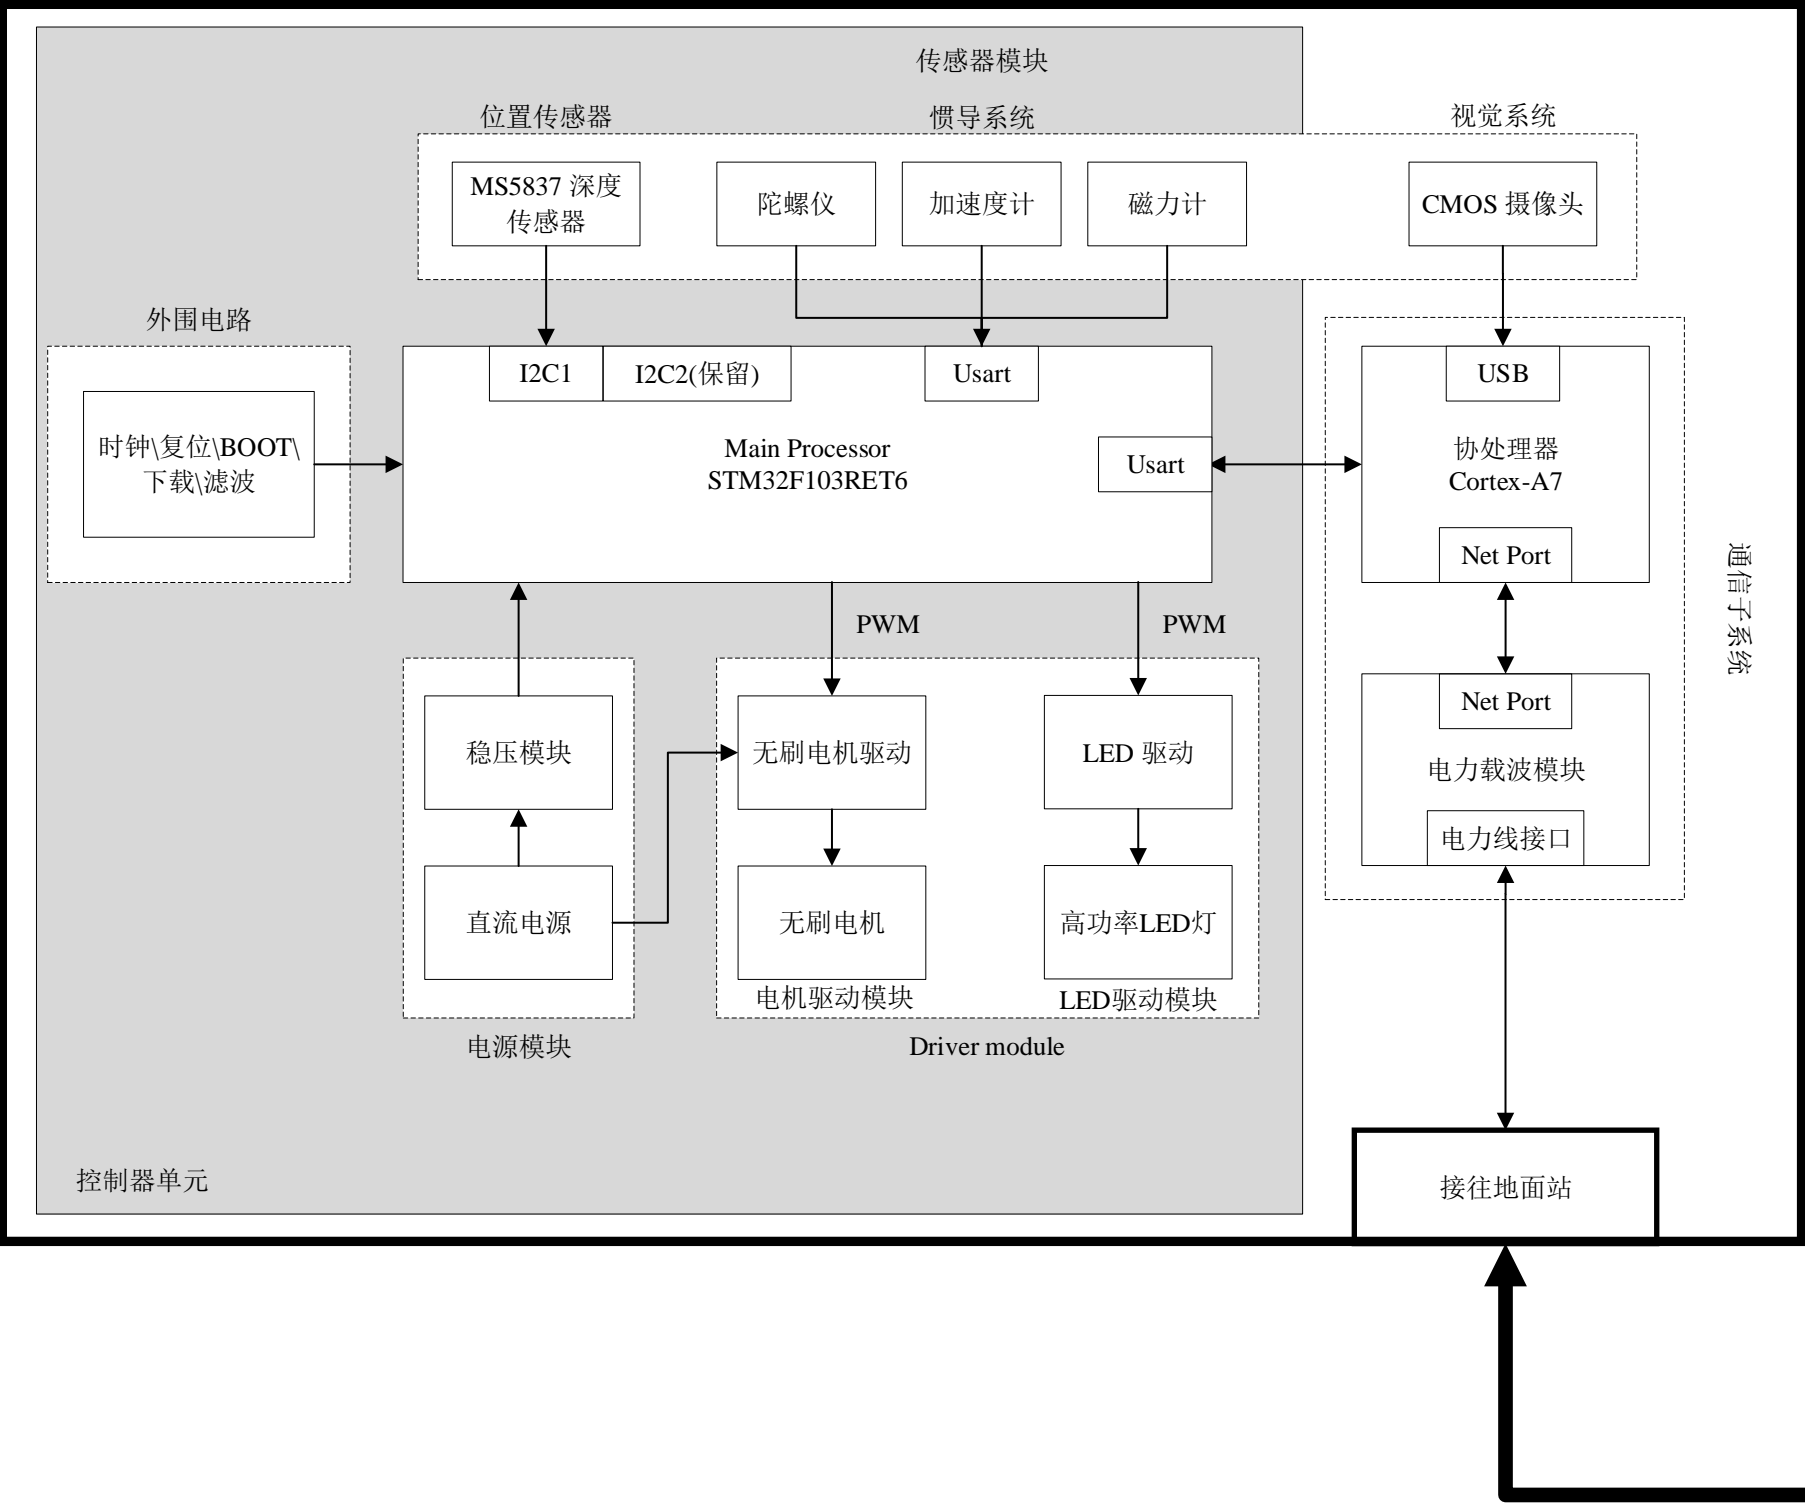 传感器模块
位置传感器
惯导系统
视觉系统
MS5837 深度
传感器
陀螺仪
加速度计
磁力计
CMOS 摄像头
外围电路
时钟\复位\BOOT\
下载\滤波
I2C1
I2C2(保留)
Usart
Main Processor
STM32F103RET6
Usart
USB
协处理器
Cortex-A7
Net Port
通信子系统
PWM
PWM
稳压模块
无刷电机驱动
LED 驱动
Net Port
电力载波模块
电力线接口
直流电源
无刷电机
高功率LED灯
电机驱动模块
LED驱动模块
电源模块
Driver module
控制器单元
接往地面站